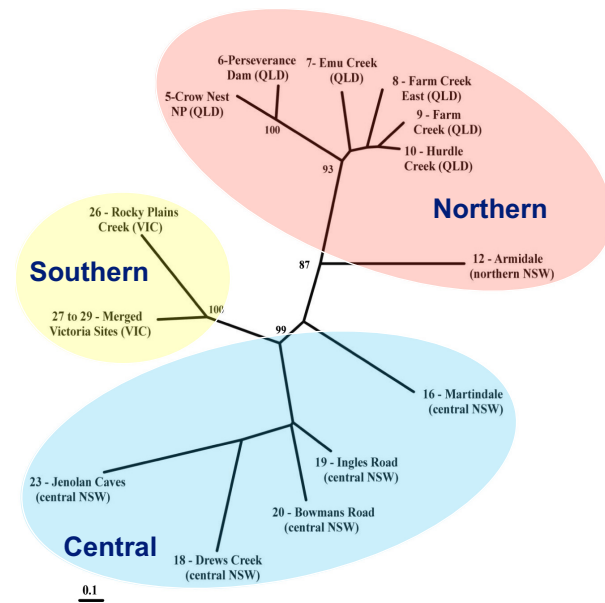 6-Perseverance
Dam (QLD)
7- Emu Creek
(QLD)
8 - Farm Creek
East (QLD)
5-Crow Nest
NP (QLD)
9 - Farm
Creek (QLD)
100
10 - Hurdle
Creek (QLD)
93
Northern
26 - Rocky Plains
Creek (VIC)
12 - Armidale
(northern NSW)
87
Southern
100
27 to 29 - Merged
Victoria Sites (VIC)
99
16 - Martindale
(central NSW)
19 - Ingles Road
(central NSW)
23 - Jenolan Caves
(central NSW)
20 - Bowmans Road
(central NSW)
Central
18 - Drews Creek
(central NSW)
0.1